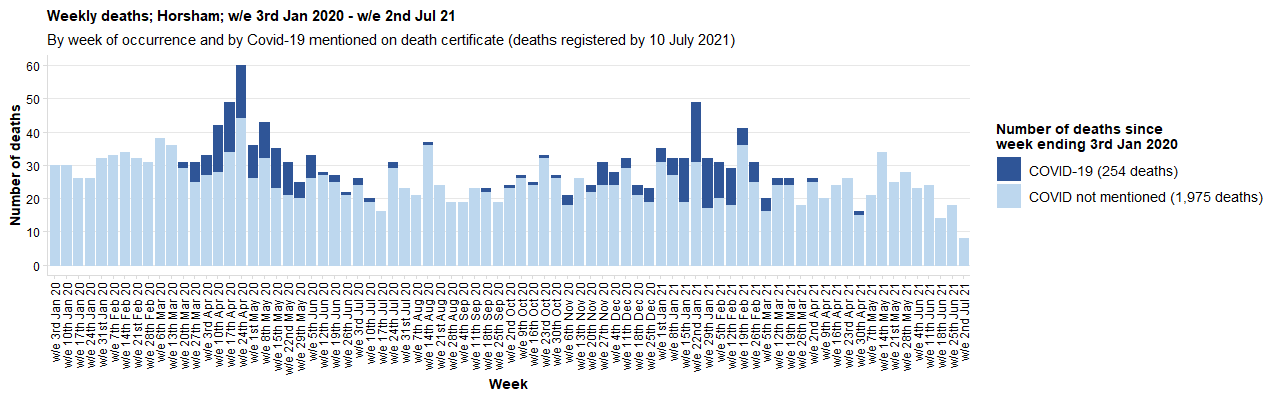 Weekly deaths; Horsham; w/e 3rd Jan 2020 - w/e 2nd Jul 21
By week of occurrence and by Covid-19 mentioned on death certificate (deaths registered by 10 July 2021)
Number of deaths
60
50
40
30
20
10
0
w/e 3rd Jan 20
w/e 10th Jan 20
w/e 17th Jan 20
w/e 24th Jan 20
w/e 31st Jan 20
w/e 7th Feb 20
w/e 14th Feb 20
w/e 21st Feb 20
w/e 28th Feb 20
w/e 6th Mar 20
w/e 13th Mar 20
w/e 20th Mar 20
w/e 27th Mar 20
w/e 3rd Apr 20
w/e 10th Apr 20
w/e 17th Apr 20
w/e 24th Apr 20
w/e 1st May 20
w/e 8th May 20
w/e 15th May 20
w/e 22nd May 20
w/e 29th May 20
w/e 5th Jun 20
w/e 12th Jun 20
w/e 19th Jun 20
w/e 26th Jun 20
w/e 3rd Jul 20
w/e 10th Jul 20
w/e 17th Jul 20
w/e 24th Jul 20
w/e 31st Jul 20
w/e 7th Aug 20
w/e 14th Aug 20
w/e 21st Aug 20
w/e 28th Aug 20
w/e 4th Sep 20
w/e 11th Sep 20
w/e 18th Sep 20
w/e 25th Sep 20
w/e 2nd Oct 20
w/e 9th Oct 20
w/e 16th Oct 20
w/e 23rd Oct 20
w/e 30th Oct 20
w/e 6th Nov 20
w/e 13th Nov 20
w/e 20th Nov 20
w/e 27th Nov 20
w/e 4th Dec 20
w/e 11th Dec 20
w/e 18th Dec 20
w/e 25th Dec 20
w/e 1st Jan 21
w/e 8th Jan 21
w/e 15th Jan 21
w/e 22nd Jan 21
w/e 29th Jan 21
w/e 5th Feb 21
w/e 12th Feb 21
w/e 19th Feb 21
w/e 26th Feb 21
w/e 5th Mar 21
w/e 12th Mar 21
w/e 19th Mar 21
w/e 26th Mar 21
w/e 2nd Apr 21
w/e 9th Apr 21
w/e 16th Apr 21
w/e 23rd Apr 21
w/e 30th Apr 21
w/e 7th May 21
w/e 14th May 21
w/e 21st May 21
w/e 28th May 21
w/e 4th Jun 21
w/e 11th Jun 21
w/e 18th Jun 21
w/e 25th Jun 21
w/e 2nd Jul 21
Week
Number of deaths since
week ending 3rd Jan 2020
COVID-19 (254 deaths)
COVID not mentioned (1,975 deaths)